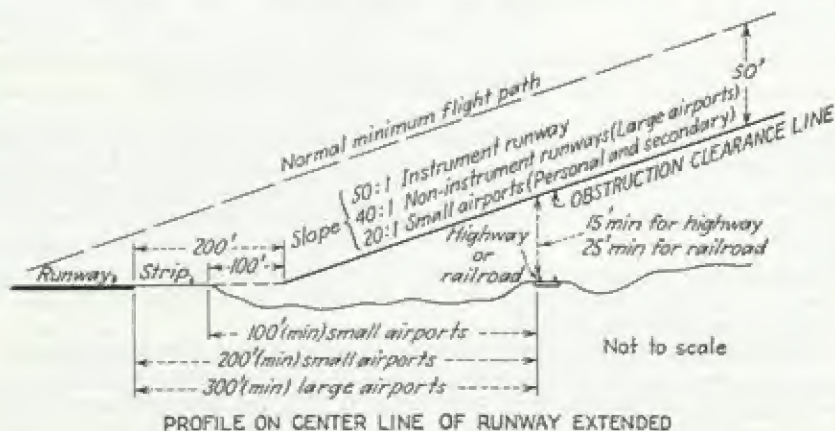 Normal minimum flight path
50'
Slope
50:1 Instrument runway
40:1 Non-instrument runways (Large airports)
20:1 Small airports (Personal and secondary)
OBSTRUCTION CLEARANCE LINE
200'
100'
Runway
Strip
Highway
or
railroad
15' min for highway
25' min for railroad
100' (min) small airports
200' (min) small airports
300' (min) large airports
Not to scale
PROFILE ON CENTER LINE OF RUNWAY EXTENDED